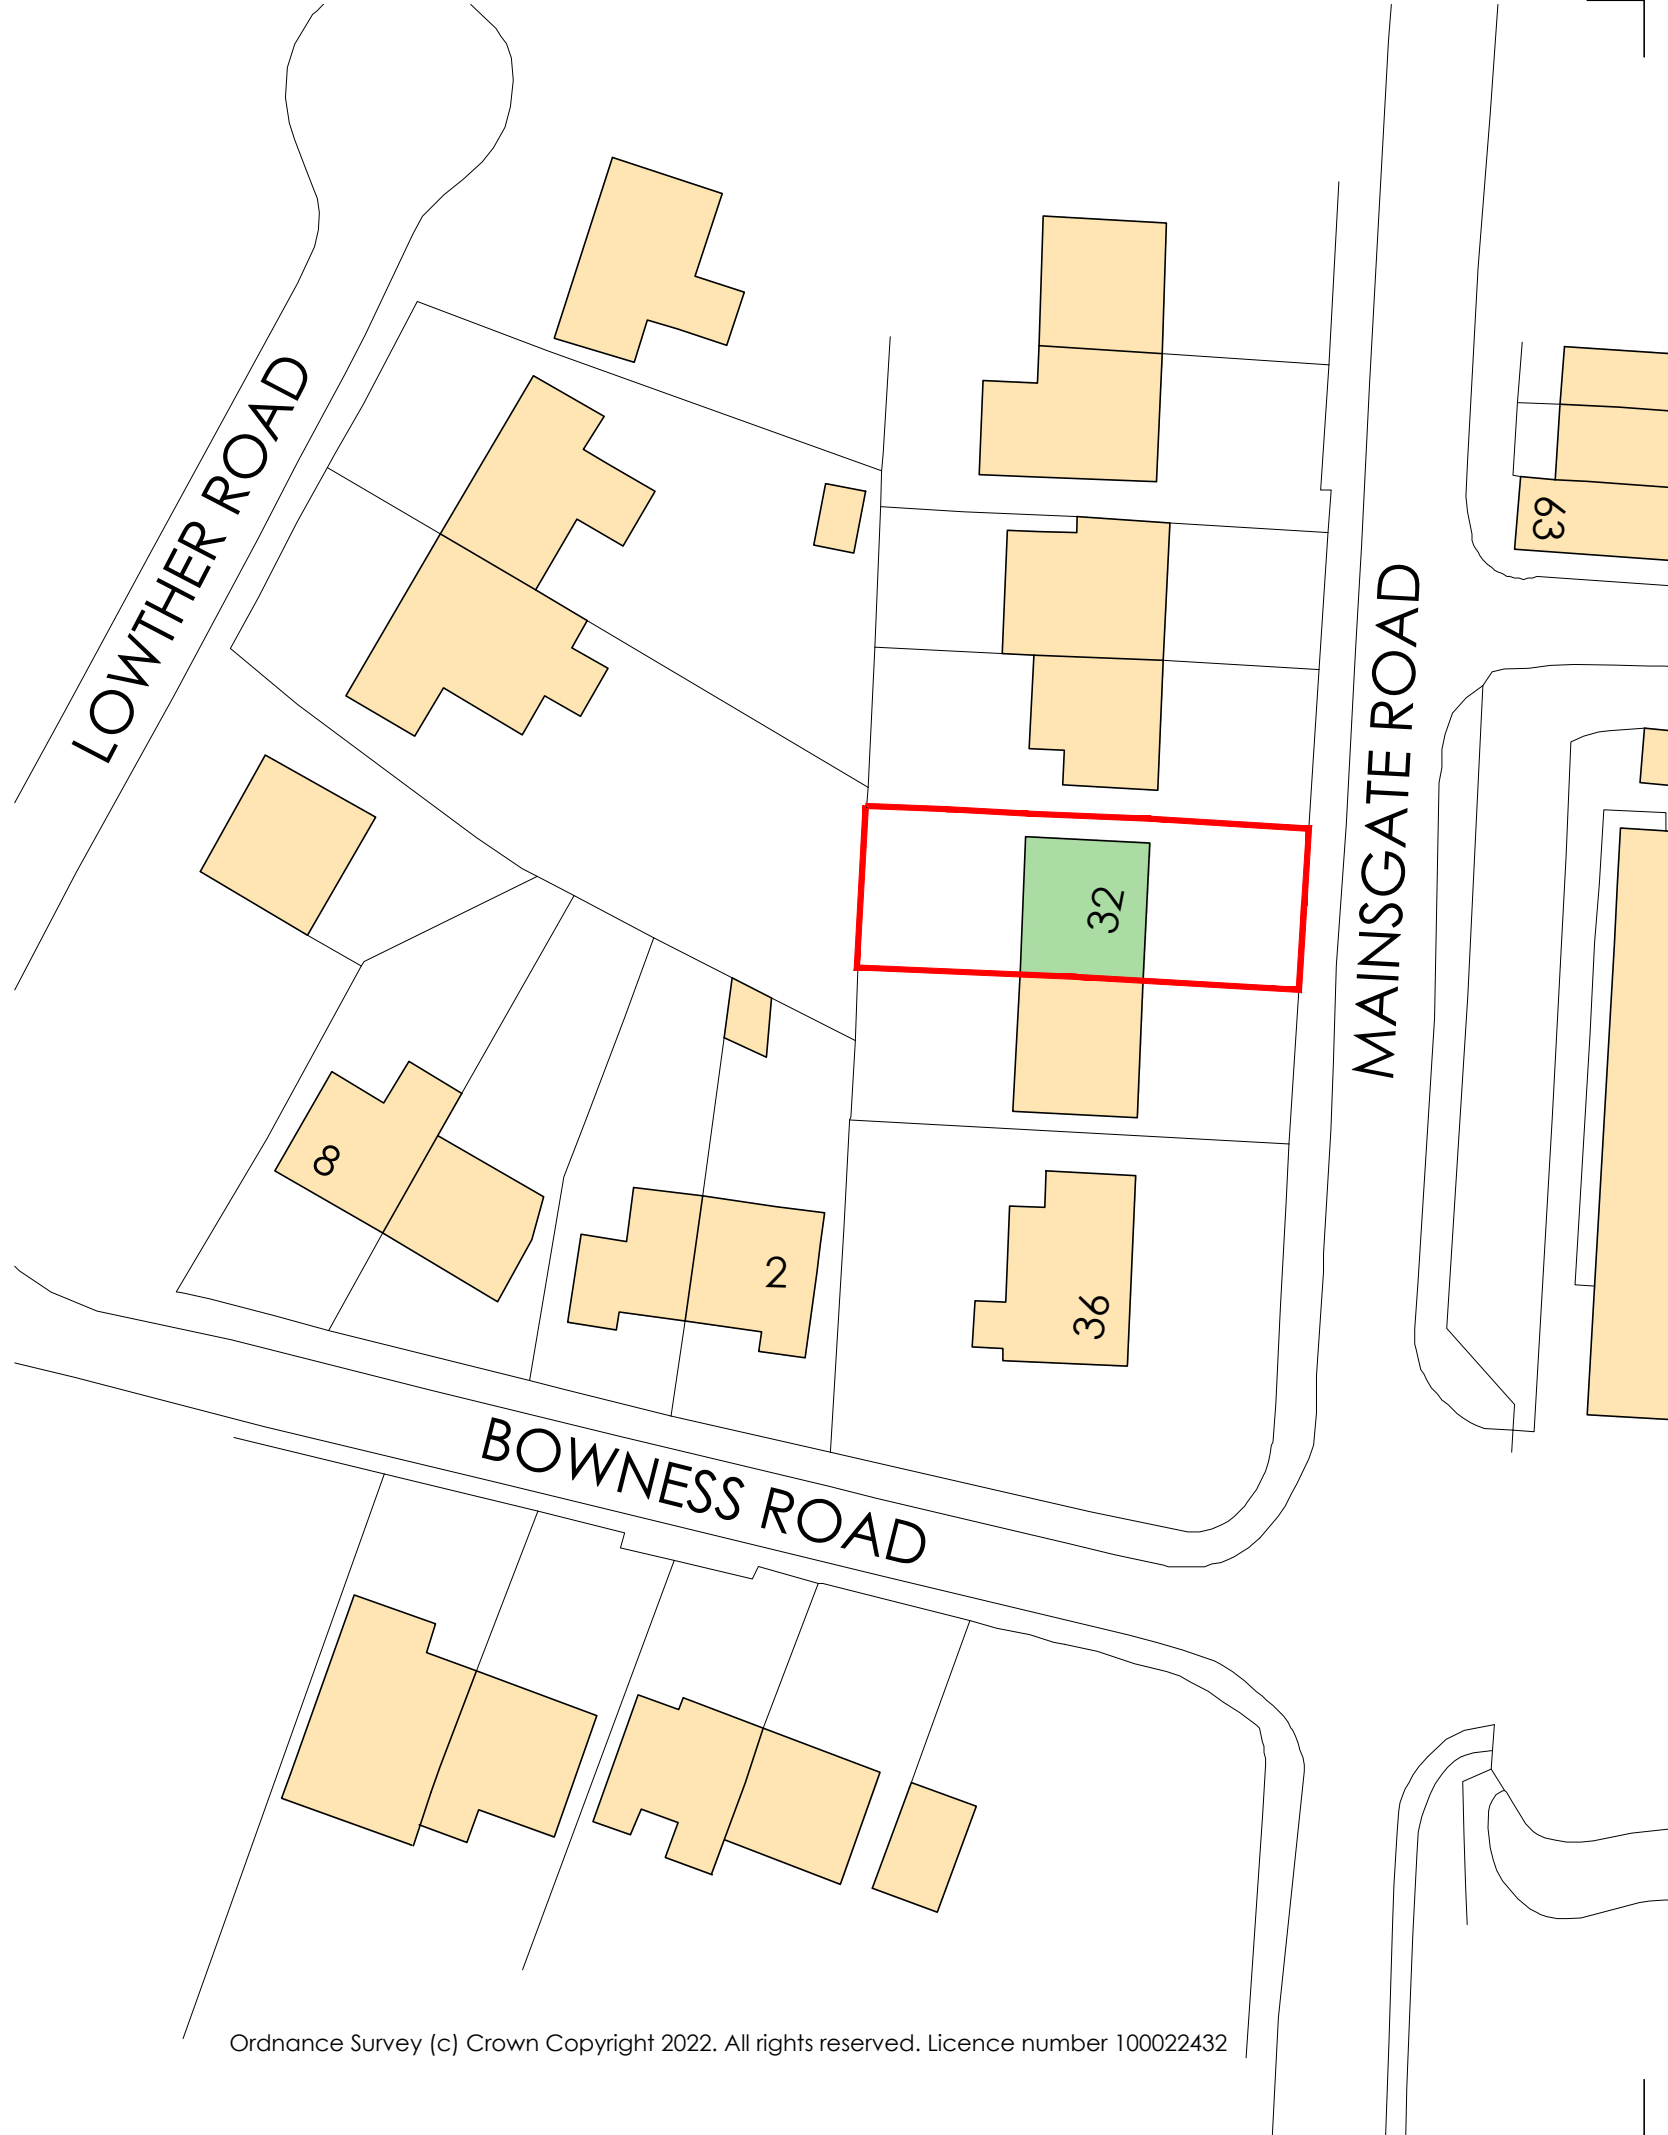 LOWTHER ROAD
63
MAINSGATE ROAD
32
8
2
36
BOWNESS ROAD
Ordnance Survey (c) Crown Copyright 2022. All rights reserved. Licence number 100022432